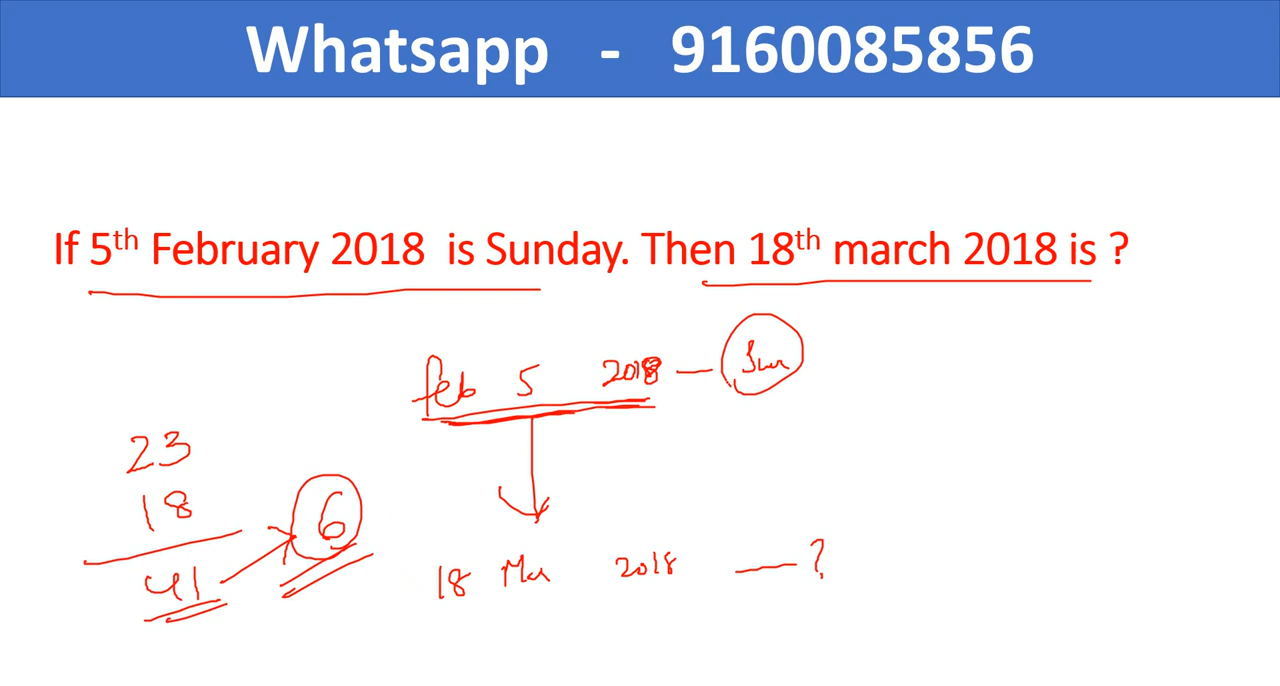 Whatsapp - 9160085856
If 5th February 2018 is Sunday. Then 18th march 2018 is ?
feb 5 2018 — Sun
23
18
41 6
18 Mar 2018 — ?